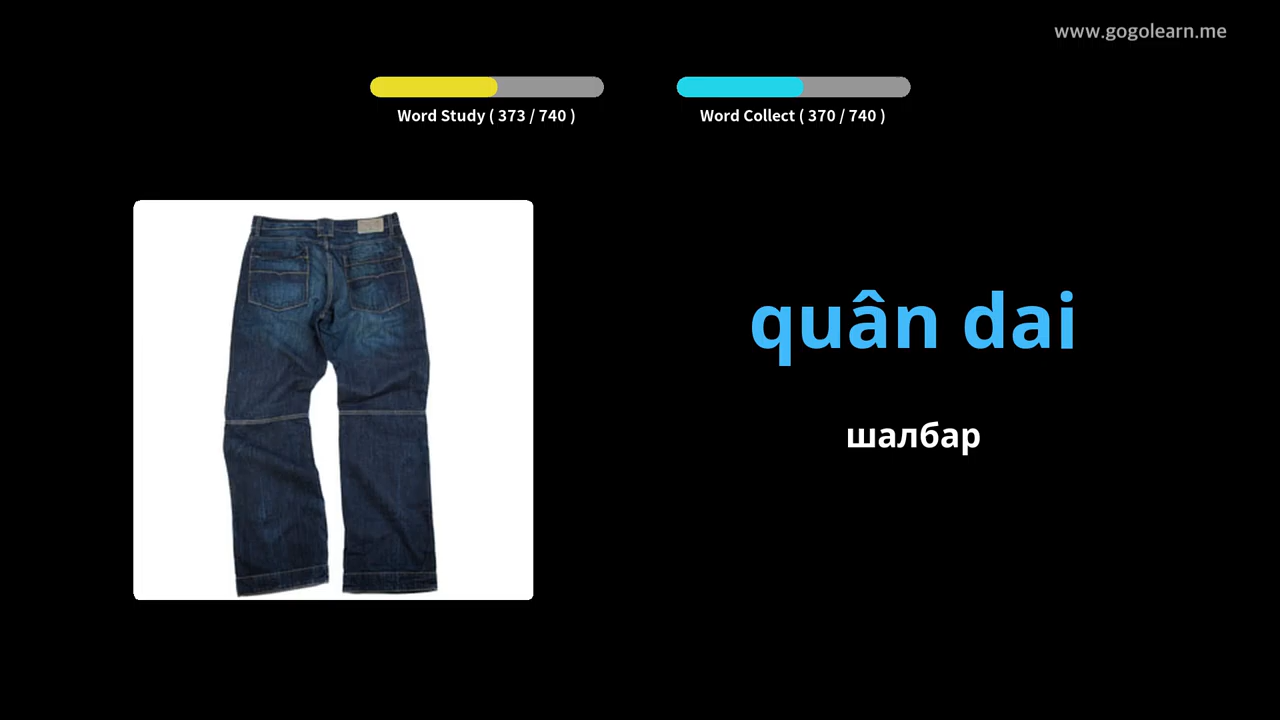 www.gogolearn.me
Word Study ( 373 / 740 )
Word Collect ( 370 / 740 )
quân dai
шалбар